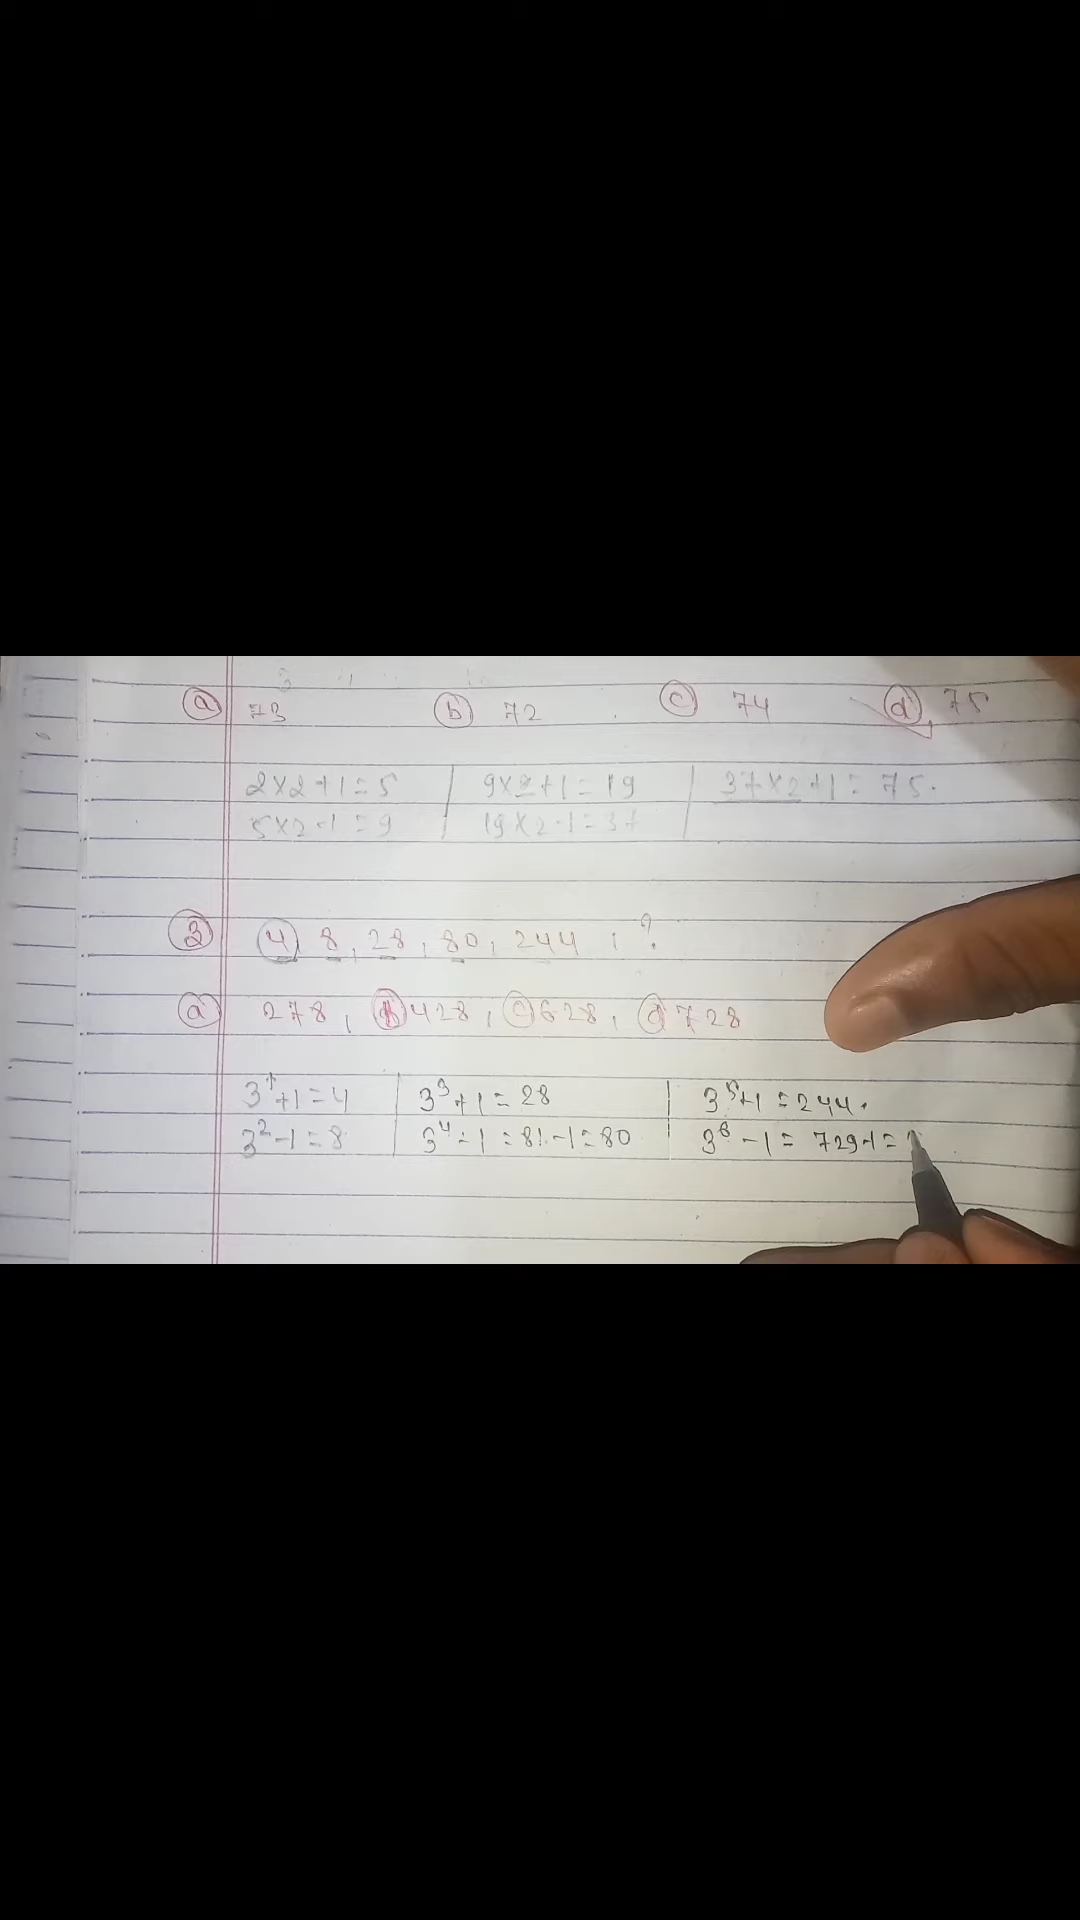 a 73 b 72 c 74 d 75
2×2+1=5 9×2+1=19 37×2+1=75.
5×2-1=9 19×2-1=37
3 4, 8, 28, 80, 244, ?
a 278, b 428, c 628, d 728
3¹+1=4 3³+1=28 3⁵+1=244.
3²-1=8 3⁴-1=81-1=80 3⁶-1=729-1=